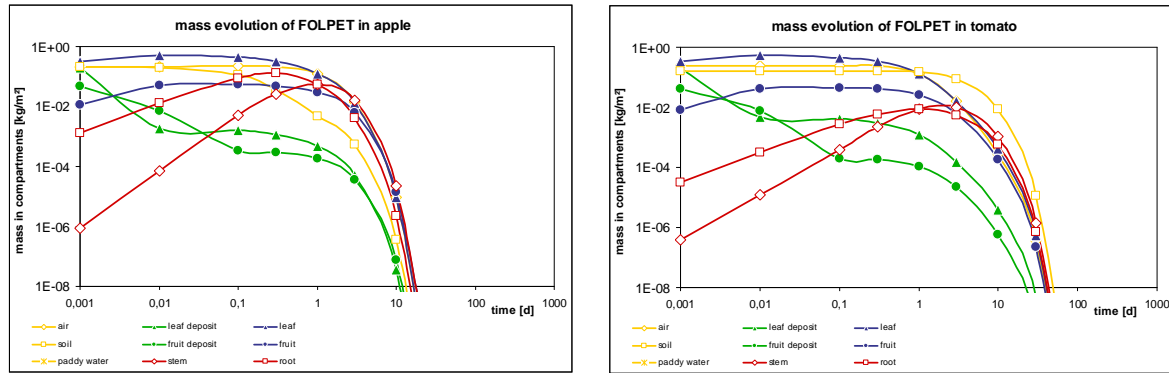 mass evolution of FOLPET in apple
mass in compartments [kg/m²]
1E+00
1E-02
1E-04
1E-06
1E-08
0,001 0,01 0,1 1 10 100 1000
time [d]
air leaf deposit leaf
soil fruit deposit fruit
paddy water stem root
mass evolution of FOLPET in tomato
mass in compartments [kg/m²]
1E+00
1E-02
1E-04
1E-06
1E-08
0,001 0,01 0,1 1 10 100 1000
time [d]
air leaf deposit leaf
soil fruit deposit fruit
paddy water stem root